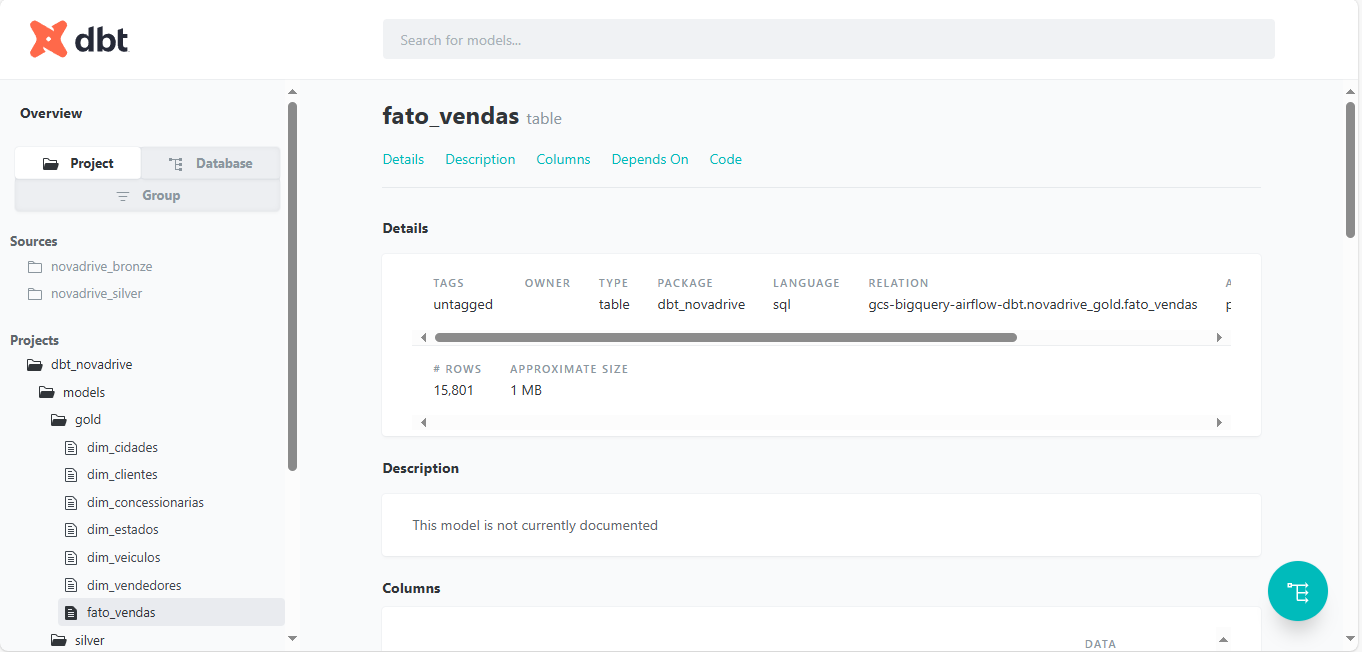 dbt
Search for models...
Overview
Project
Database
Group
Sources
novadrive_bronze
novadrive_silver
Projects
dbt_novadrive
models
gold
dim_cidades
dim_clientes
dim_concessionarias
dim_estados
dim_veiculos
dim_vendedores
fato_vendas
silver
fato_vendas table
Details Description Columns Depends On Code
Details
TAGS OWNER TYPE PACKAGE LANGUAGE RELATION
untagged table dbt_novadrive sql gcs-bigquery-airflow-dbt.novadrive_gold.fato_vendas
# ROWS APPROXIMATE SIZE
15,801 1 MB
Description
This model is not currently documented
Columns
DATA